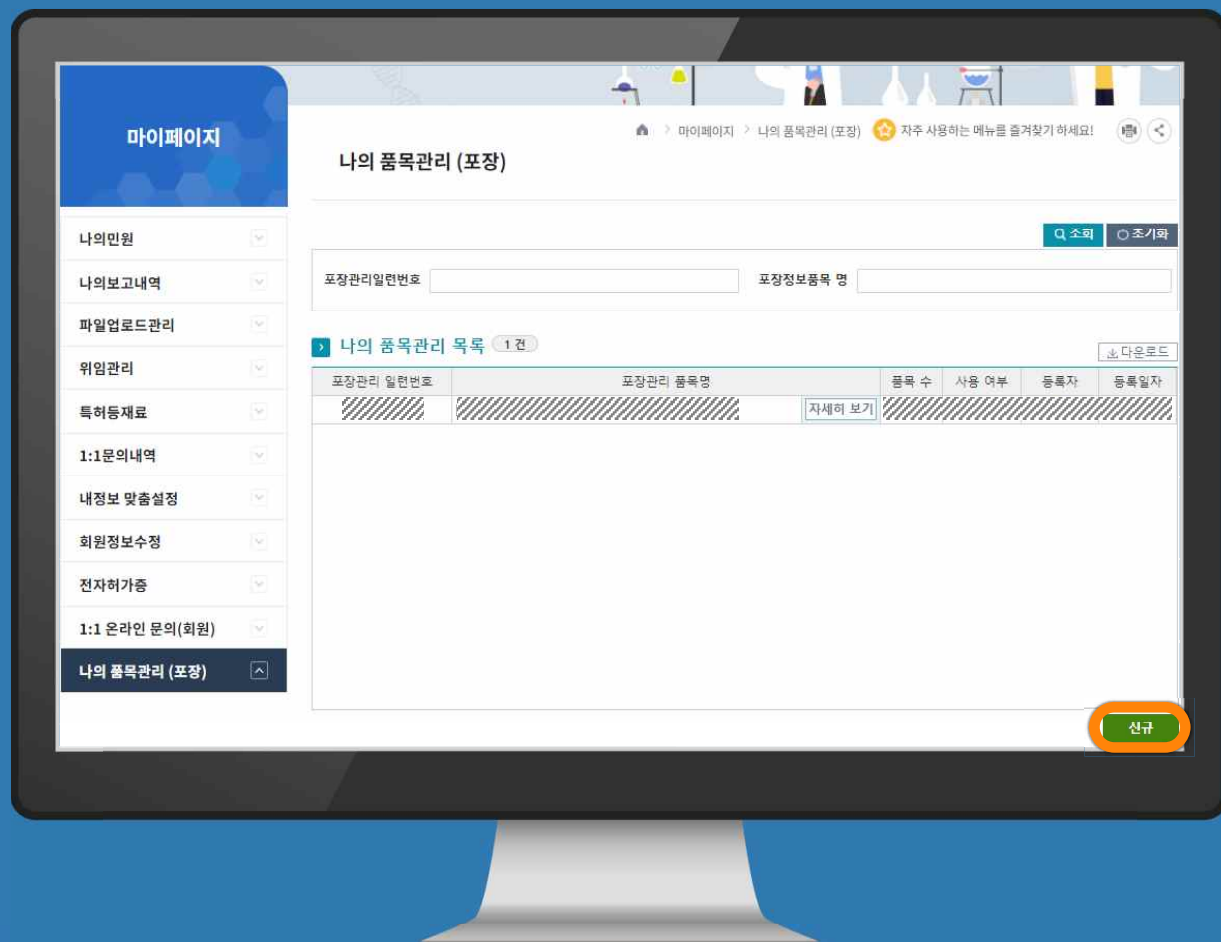 마이페이지
마이페이지 > 나의 품목관리 (포장) 자주 사용하는 메뉴를 즐겨찾기 하세요!
나의 품목관리 (포장)
나의민원
나의보고내역
파일업로드관리
위임관리
특허등재료
1:1문의내역
내정보 맞춤설정
회원정보수정
전자허가증
1:1 온라인 문의(회원)
나의 품목관리 (포장)
조회 초기화
포장관리일련번호 포장정보품목 명
나의 품목관리 목록 1 건
다운로드
포장관리 일련번호 포장관리 품목명 품목 수 사용 여부 등록자 등록일자
자세히 보기
신규